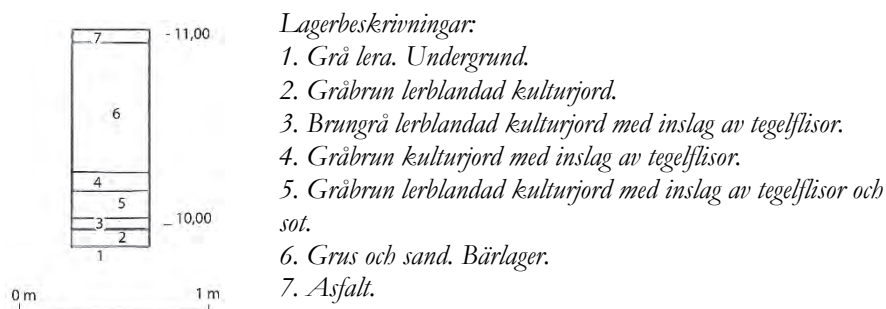 7
- 11,00
6
4
5
3
_ 10,00
2
1
0 m
1 m
Lagerbeskrivningar:
1. Grå lera. Undergrund.
2. Gråbrun lerblandad kulturjord.
3. Brungrå lerblandad kulturjord med inslag av tegelflisor.
4. Gråbrun kulturjord med inslag av tegelflisor.
5. Gråbrun lerblandad kulturjord med inslag av tegelflisor och
sot.
6. Grus och sand. Bärlager.
7. Asfalt.